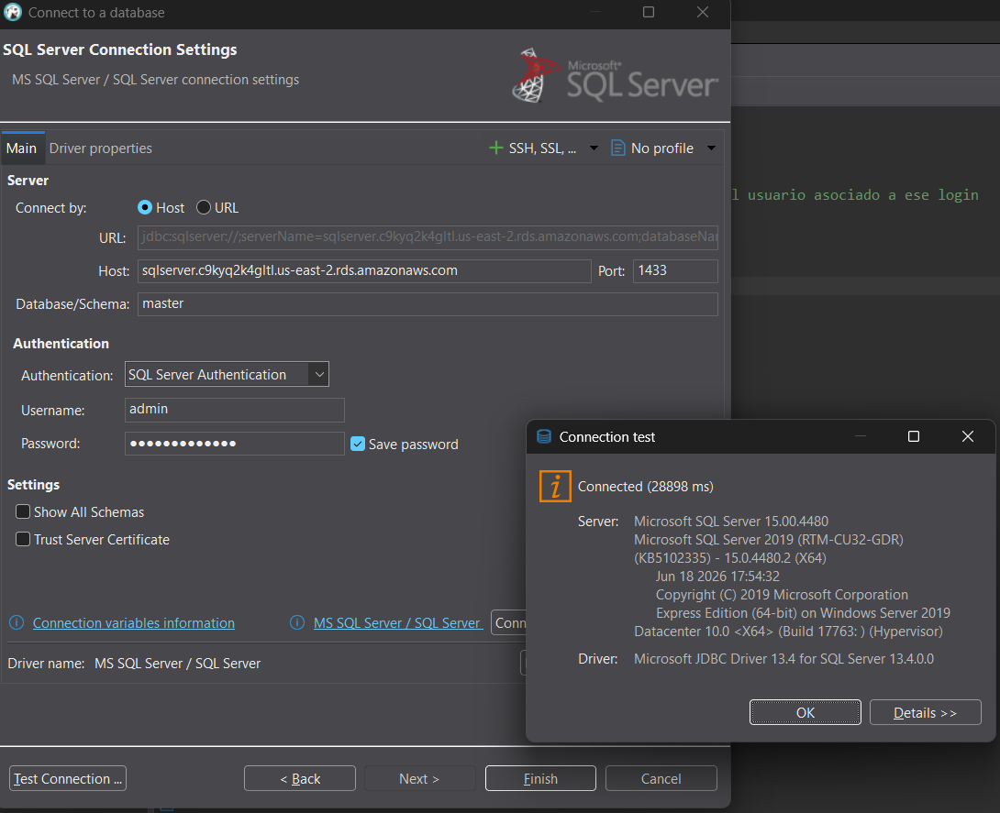 Connect to a database
SQL Server Connection Settings
MS SQL Server / SQL Server connection settings
Microsoft®
SQL Server
Main
Driver properties
SSH, SSL, ...
No profile
Server
Connect by:
Host
URL
URL:
jdbc:sqlserver://;serverName=sqlserver.c9kyq2k4gltl.us-east-2.rds.amazonaws.com;databaseNar
Host:
sqlserver.c9kyq2k4gltl.us-east-2.rds.amazonaws.com
Port:
1433
Database/Schema:
master
Authentication
Authentication:
SQL Server Authentication
Username:
admin
Password:
•••••••••••••
Save password
Settings
Show All Schemas
Trust Server Certificate
Connection variables information
MS SQL Server / SQL Server
Conn
Driver name:
MS SQL Server / SQL Server
Test Connection ...
< Back
Next >
Finish
Cancel
l usuario asociado a ese login
Connection test
Connected (28898 ms)
Server:
Microsoft SQL Server 15.00.4480
Microsoft SQL Server 2019 (RTM-CU32-GDR)
(KB5102335) - 15.0.4480.2 (X64)
Jun 18 2026 17:54:32
Copyright (C) 2019 Microsoft Corporation
Express Edition (64-bit) on Windows Server 2019
Datacenter 10.0 <X64> (Build 17763: ) (Hypervisor)
Driver:
Microsoft JDBC Driver 13.4 for SQL Server 13.4.0.0
OK
Details >>